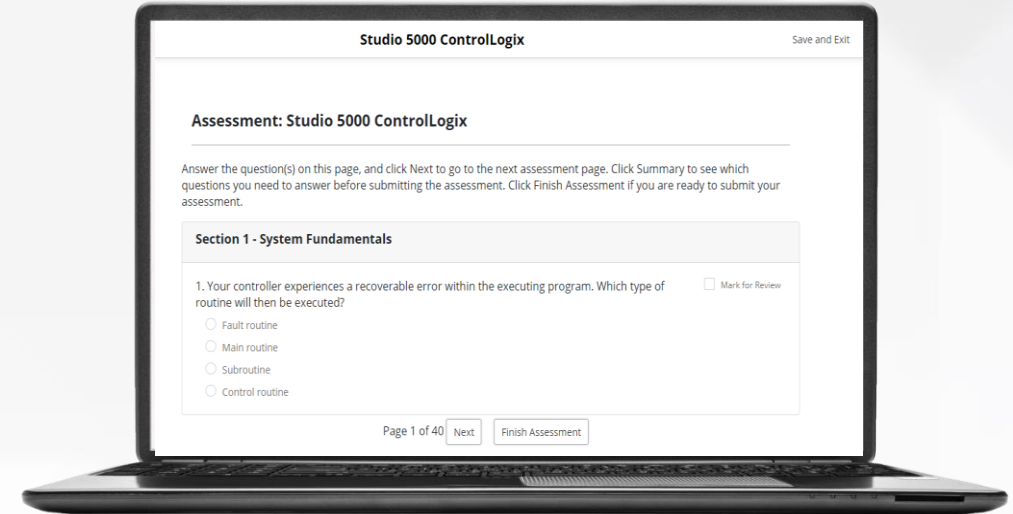 Studio 5000 ControlLogix
Save and Exit
Assessment: Studio 5000 ControlLogix
Answer the question(s) on this page, and click Next to go to the next assessment page. Click Summary to see which
questions you need to answer before submitting the assessment. Click Finish Assessment if you are ready to submit your
assessment.
Section 1 - System Fundamentals
1. Your controller experiences a recoverable error within the executing program. Which type of
routine will then be executed?
Mark for Review
Fault routine
Main routine
Subroutine
Control routine
Page 1 of 40 Next Finish Assessment